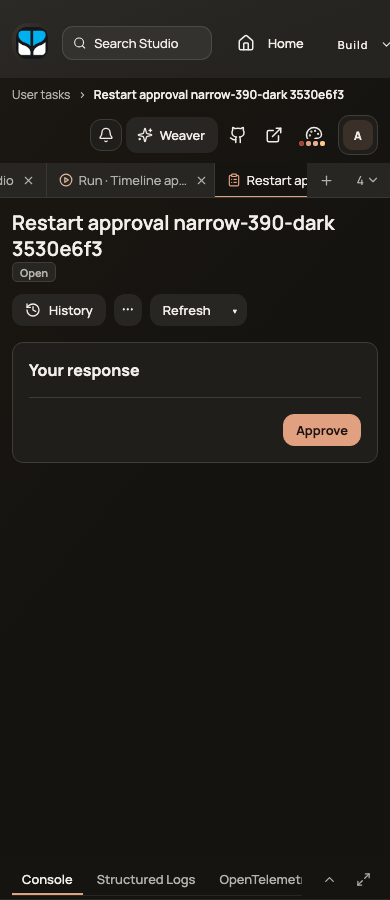 Search Studio
Home
Build
User tasks › Restart approval narrow-390-dark 3530e6f3
Weaver
A
dio
Run · Timeline ap...
Restart ap
4
Restart approval narrow-390-dark
3530e6f3
Open
History
...
Refresh
Your response
Approve
Console
Structured Logs
OpenTelemet